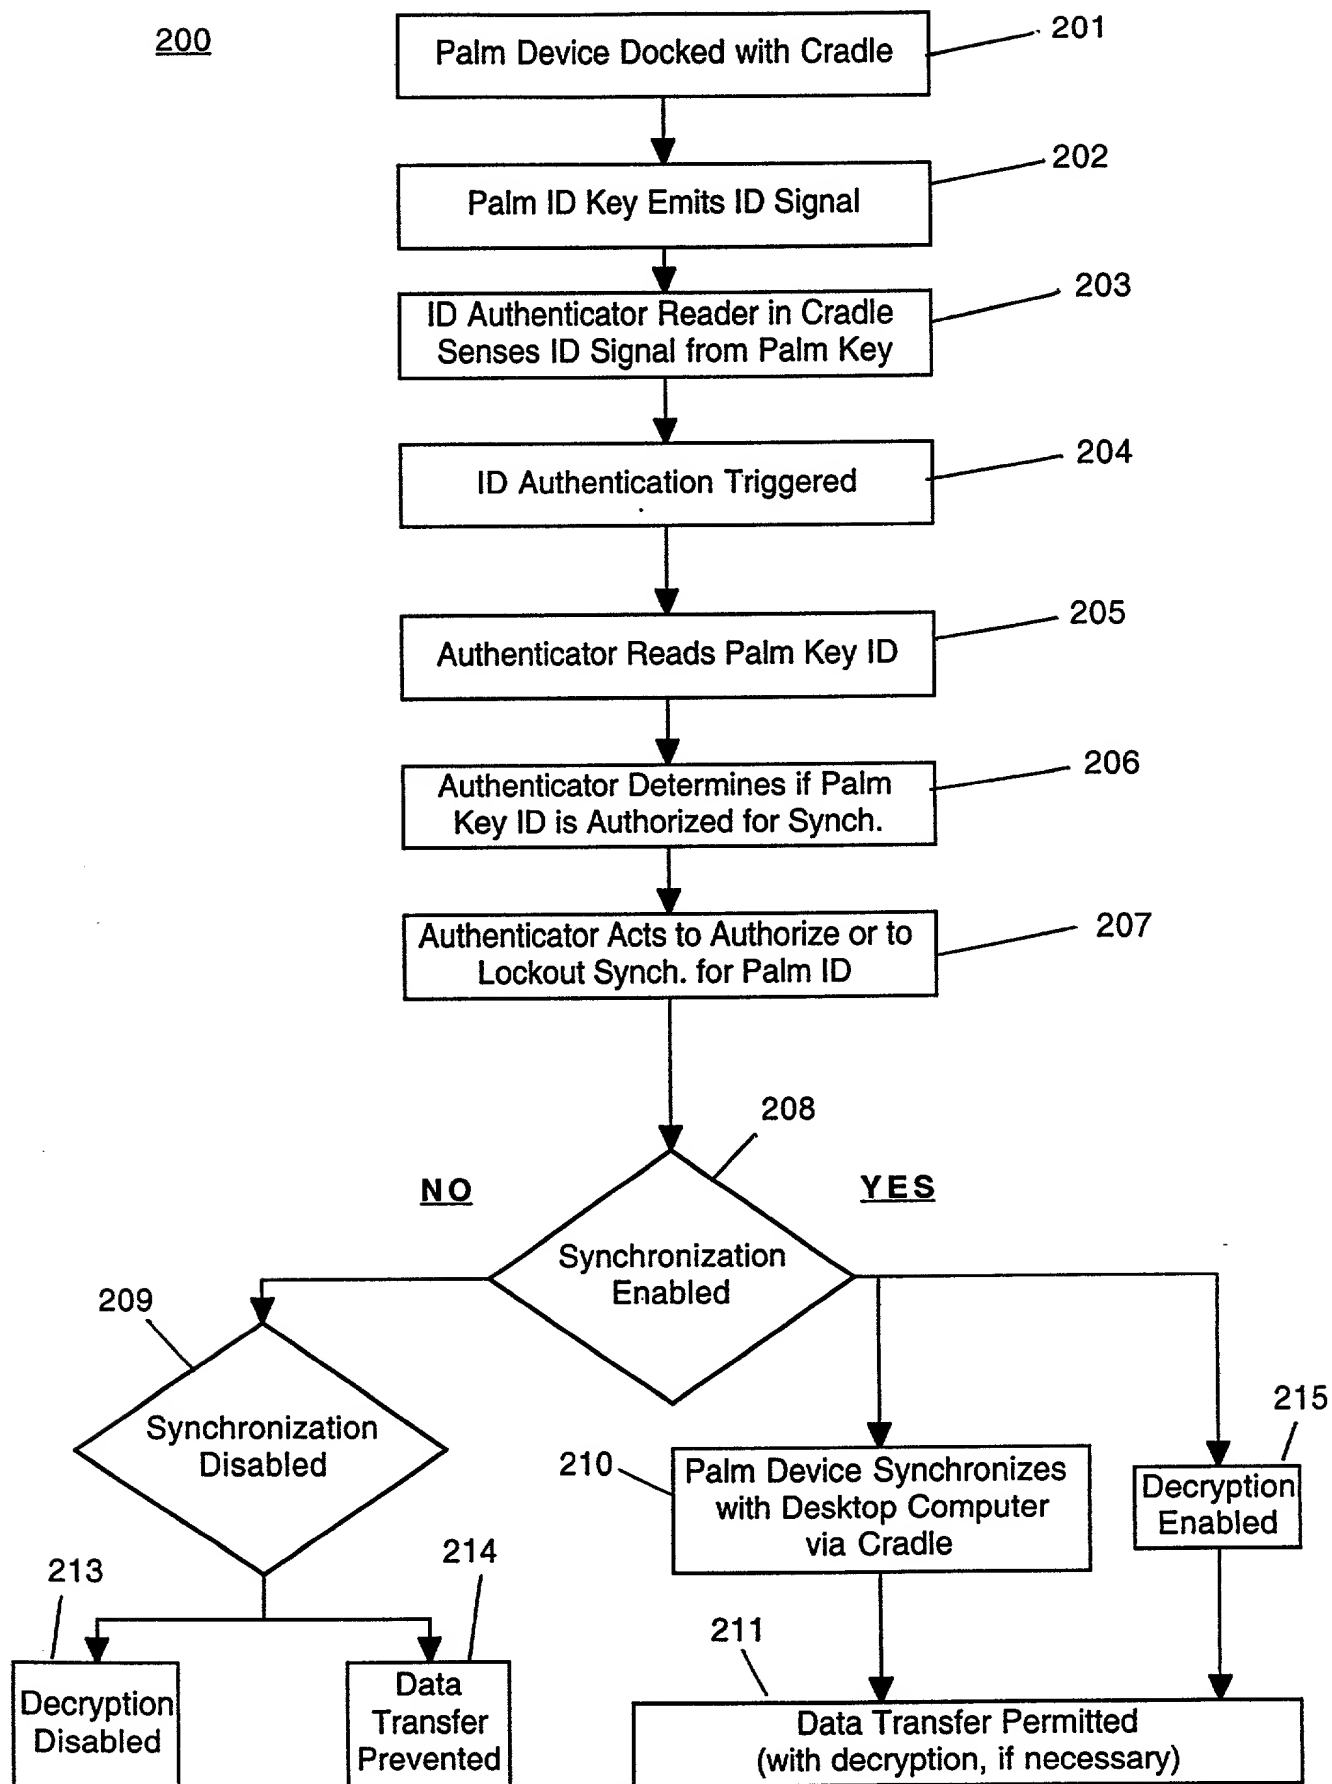 200
Palm Device Docked with Cradle
201
Palm ID Key Emits ID Signal
202
ID Authenticator Reader in Cradle
Senses ID Signal from Palm Key
203
ID Authentication Triggered
204
Authenticator Reads Palm Key ID
205
Authenticator Determines if Palm
Key ID is Authorized for Synch.
206
Authenticator Acts to Authorize or to
Lockout Synch. for Palm ID
207
208
NO
YES
Synchronization
Enabled
209
Synchronization
Disabled
210
Palm Device Synchronizes
with Desktop Computer
via Cradle
215
Decryption
Enabled
213
Decryption
Disabled
214
Data
Transfer
Prevented
211
Data Transfer Permitted
(with decryption, if necessary)